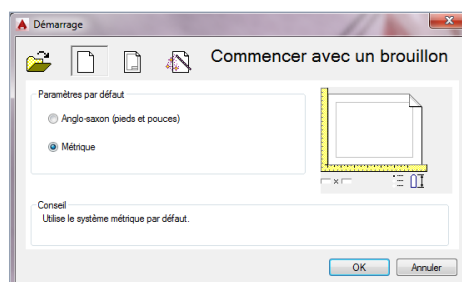 Démarrage
Commencer avec un brouillon
Paramètres par défaut
Anglo-saxon (pieds et pouces)
Métrique
Conseil
Utilise le système métrique par défaut.
OK
Annuler